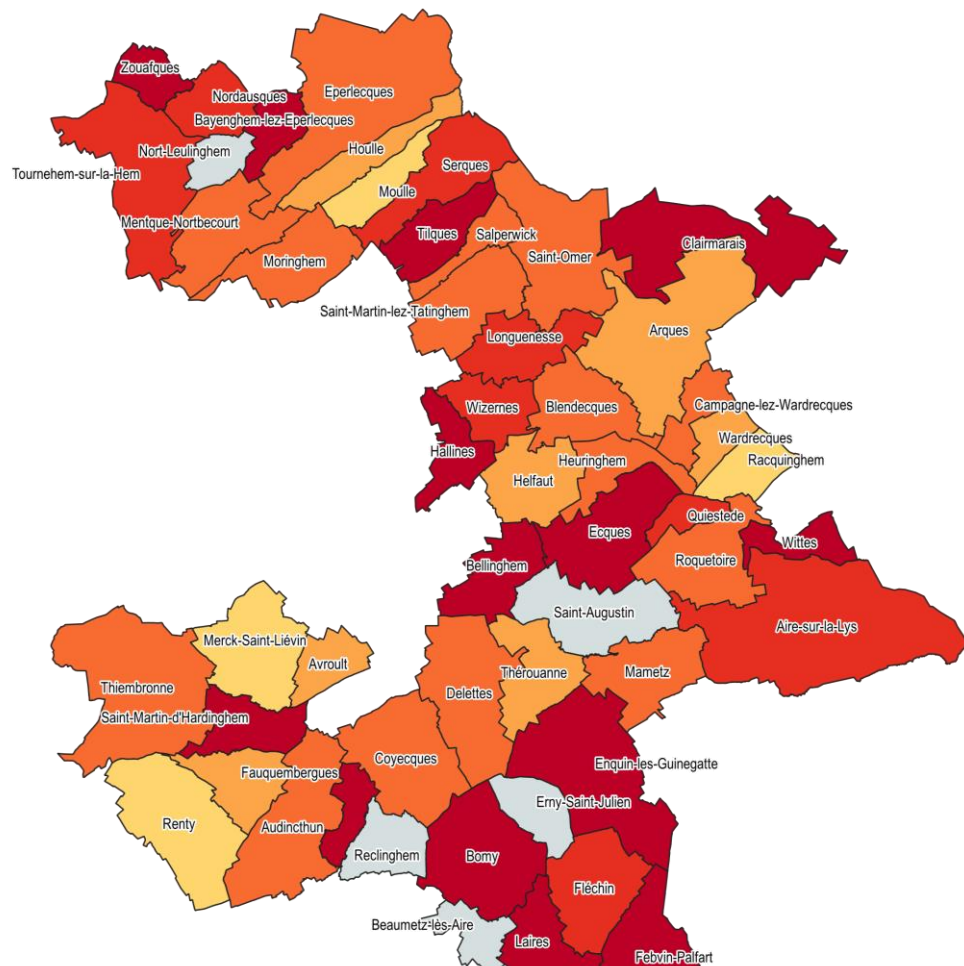 Zouafques
Nordausques
Eperlecques
Bayenghem-lez-Eperlecques
Nort-Leulinghem
Houlle
Tournehem-sur-la-Hem
Serques
Moulle
Mentque-Nortbecourt
Tilques
Salperwick
Clairmarais
Moringhem
Saint-Omer
Saint-Martin-lez-Tatinghem
Longuenesse
Arques
Wizernes
Blendecques
Campagne-lez-Wardrecques
Wardrecques
Hallines
Heuringhem
Racquinghem
Helfaut
Quiestede
Ecques
Wittes
Bellinghem
Roquetoire
Saint-Augustin
Aire-sur-la-Lys
Merck-Saint-Liévin
Avroult
Thérouanne
Mametz
Thiembronne
Delettes
Saint-Martin-d'Hardinghem
Coyecques
Enquin-les-Guinegatte
Fauquembergues
Erny-Saint-Julien
Renty
Audincthun
Reclinghem
Bomy
Fléchin
Beaumetz-lès-Aire
Laires
Febvin-Palfart